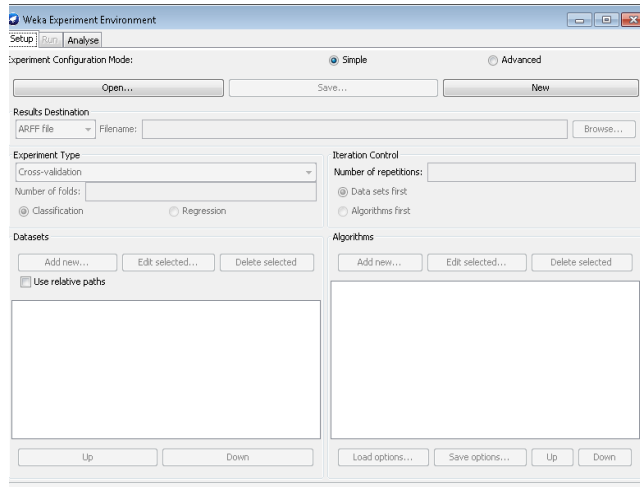 Weka Experiment Environment
Setup Run Analyse
Experiment Configuration Mode: Simple Advanced
Open... Save... New
Results Destination
ARFF file Filename: Browse...
Experiment Type Iteration Control
Cross-validation Number of repetitions:
Number of folds: Data sets first
Classification Regression Algorithms first
Datasets Algorithms
Add new... Edit selected... Delete selected Add new... Edit selected... Delete selected
Use relative paths
Up Down Load options... Save options... Up Down